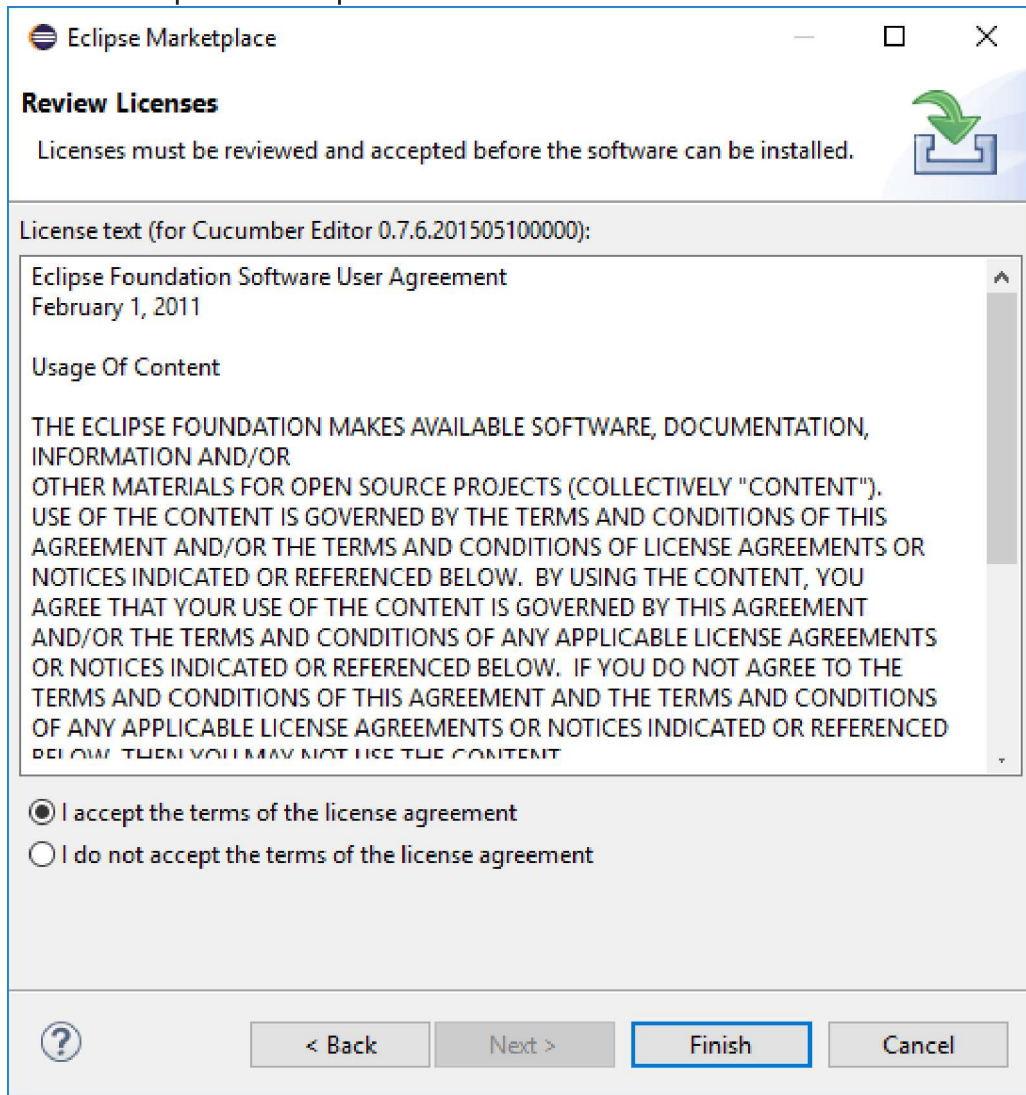 Eclipse Marketplace
Review Licenses
Licenses must be reviewed and accepted before the software can be installed.
License text (for Cucumber Editor 0.7.6.201505100000):
Eclipse Foundation Software User Agreement
February 1, 2011
Usage Of Content
THE ECLIPSE FOUNDATION MAKES AVAILABLE SOFTWARE, DOCUMENTATION,
INFORMATION AND/OR
OTHER MATERIALS FOR OPEN SOURCE PROJECTS (COLLECTIVELY "CONTENT").
USE OF THE CONTENT IS GOVERNED BY THE TERMS AND CONDITIONS OF THIS
AGREEMENT AND/OR THE TERMS AND CONDITIONS OF LICENSE AGREEMENTS OR
NOTICES INDICATED OR REFERENCED BELOW.  BY USING THE CONTENT, YOU
AGREE THAT YOUR USE OF THE CONTENT IS GOVERNED BY THIS AGREEMENT
AND/OR THE TERMS AND CONDITIONS OF ANY APPLICABLE LICENSE AGREEMENTS
OR NOTICES INDICATED OR REFERENCED BELOW.  IF YOU DO NOT AGREE TO THE
TERMS AND CONDITIONS OF THIS AGREEMENT AND THE TERMS AND CONDITIONS
OF ANY APPLICABLE LICENSE AGREEMENTS OR NOTICES INDICATED OR REFERENCED
BELOW, THEN YOU MAY NOT USE THE CONTENT.
I accept the terms of the license agreement
I do not accept the terms of the license agreement
?
< Back
Next >
Finish
Cancel